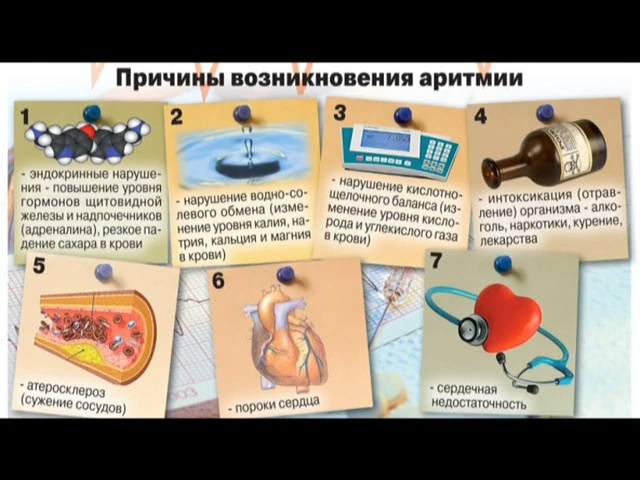 Причины возникновения аритмии
1
- эндокринные наруше-
ния - повышение уровня
гормонов щитовидной
железы и надпочечников
(адреналина), резкое па-
дение сахара в крови
2
- нарушение водно-со-
левого обмена (изме-
нение уровня калия, на-
трия, кальция и магния
в крови)
3
- нарушение кислотно-
щелочного баланса (из-
менение уровня кисло-
рода и углекислого газа
в крови)
4
- интоксикация (отрав-
ление) организма - алко-
голь, наркотики, курение,
лекарства
5
- атеросклероз
(сужение сосудов)
6
- пороки сердца
7
- сердечная
недостаточность